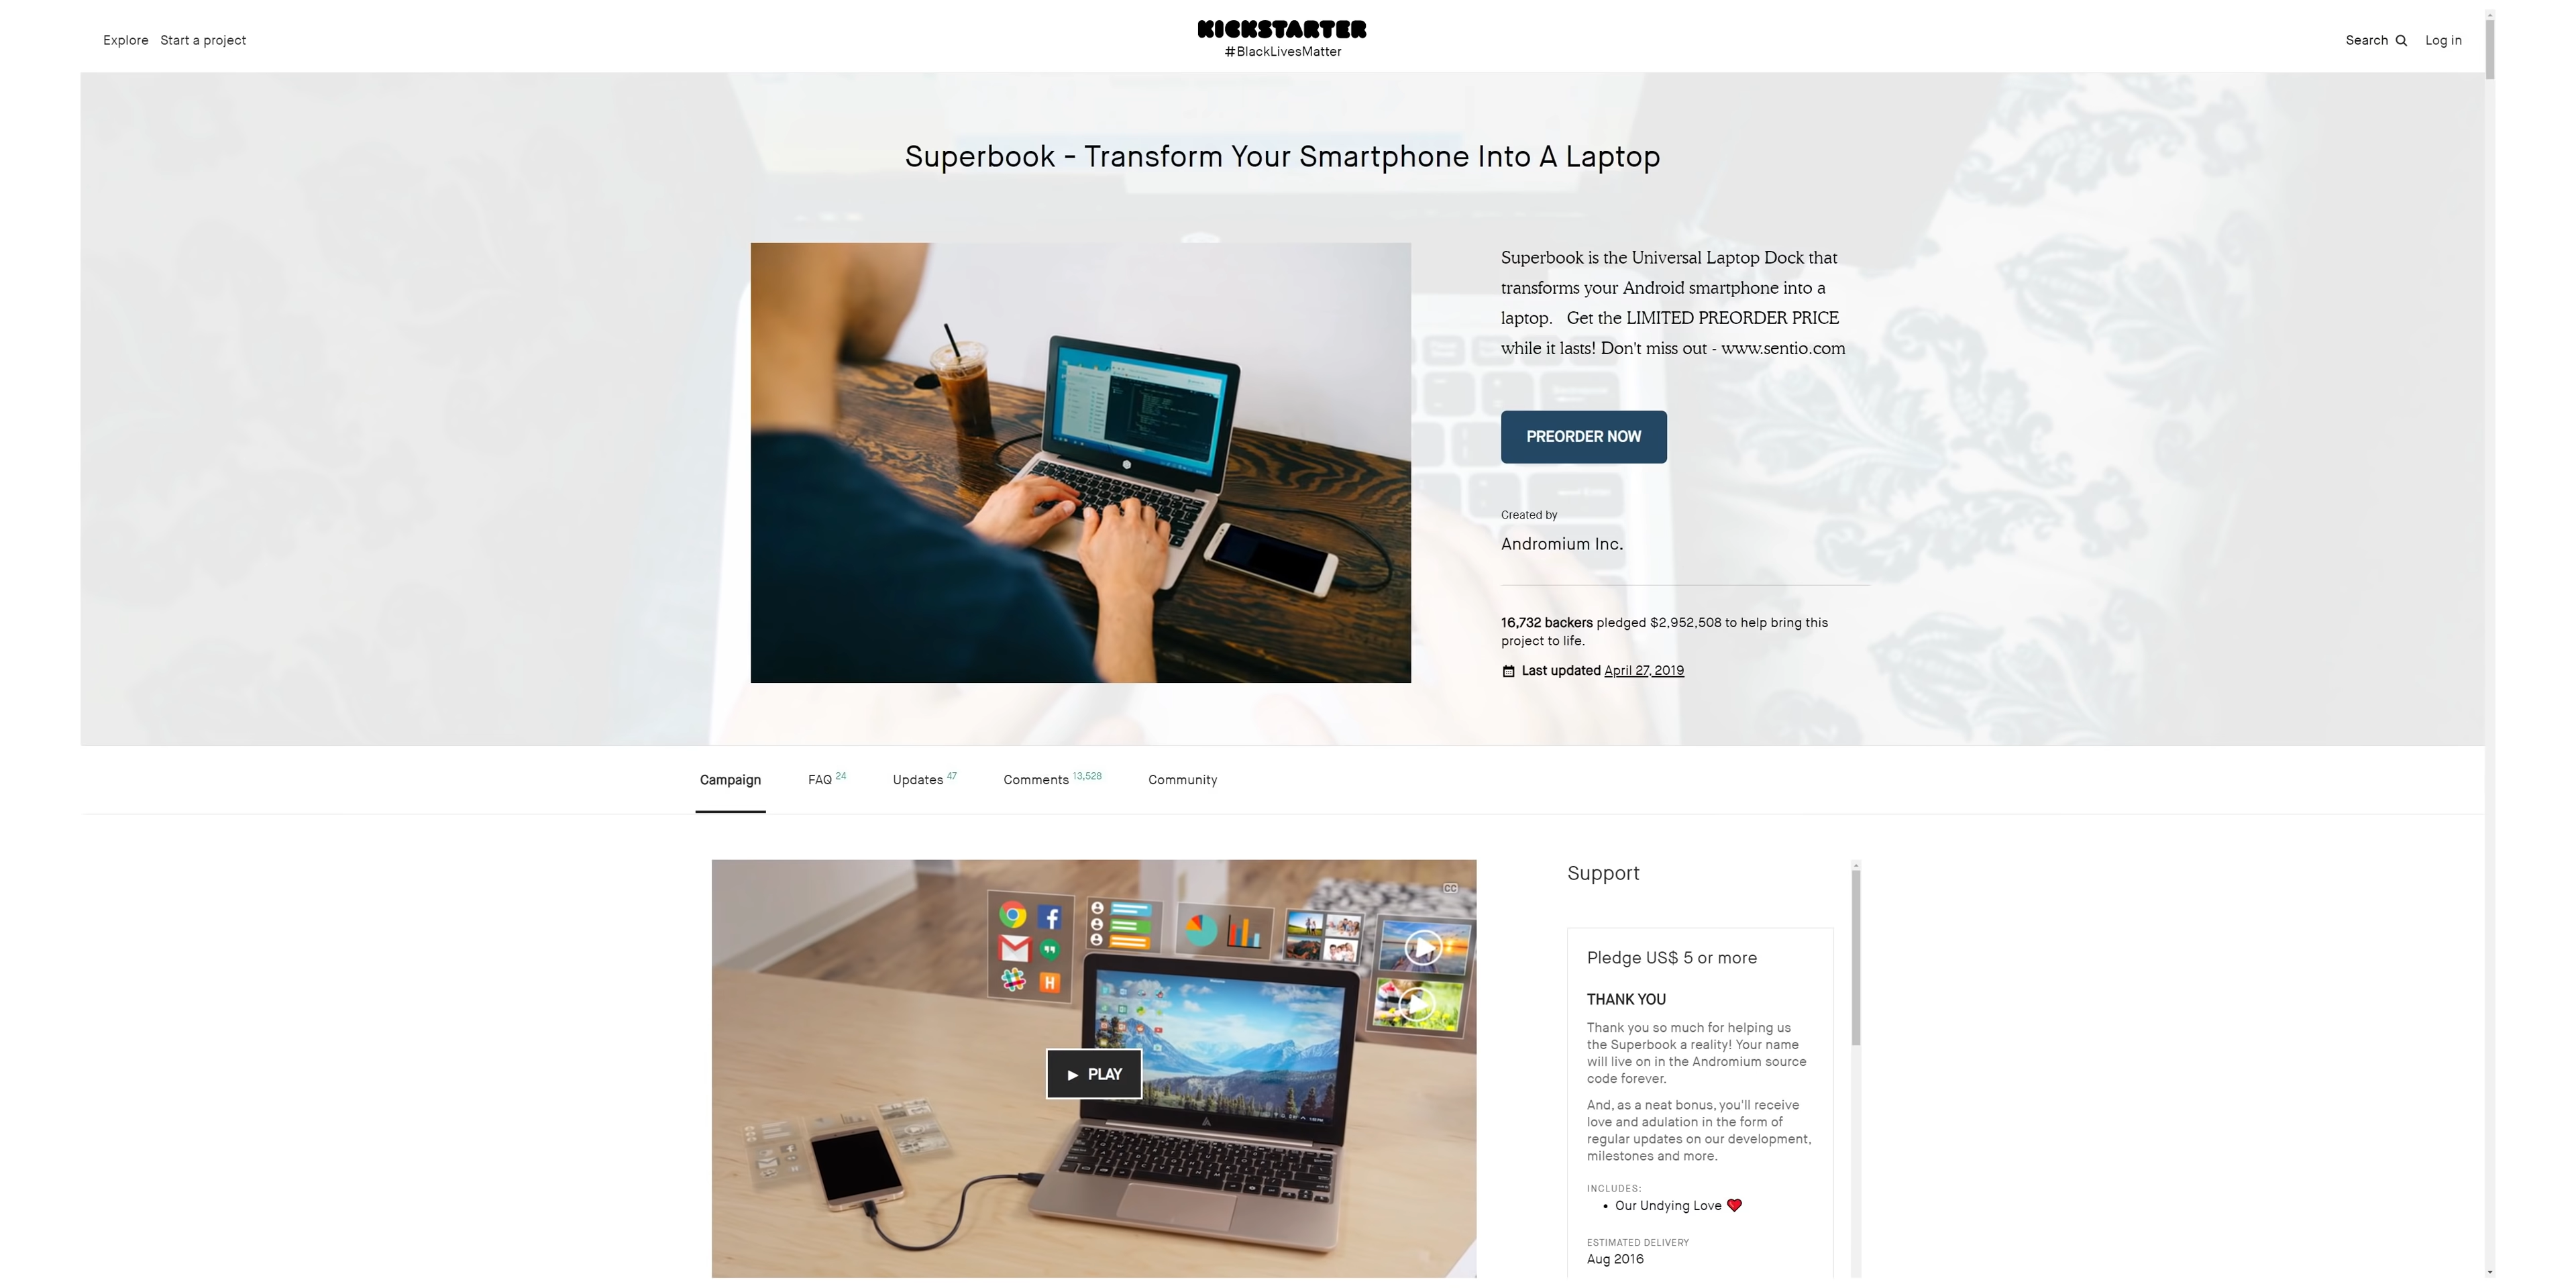 Explore Start a project
KICKSTARTER
#BlackLivesMatter
Search Log in
Superbook - Transform Your Smartphone Into A Laptop
Superbook is the Universal Laptop Dock that
transforms your Android smartphone into a
laptop. Get the LIMITED PREORDER PRICE
while it lasts! Don't miss out - www.sentio.com
PREORDER NOW
Created by
Andromium Inc.
16,732 backers pledged $2,952,508 to help bring this
project to life.
Last updated April 27, 2019
Campaign FAQ 24 Updates 47 Comments 13,528 Community
CC
PLAY
Support
Pledge US$ 5 or more
THANK YOU
Thank you so much for helping us
the Superbook a reality! Your name
will live on in the Andromium source
code forever.
And, as a neat bonus, you'll receive
love and adulation in the form of
regular updates on our development,
milestones and more.
INCLUDES:
• Our Undying Love ❤
ESTIMATED DELIVERY
Aug 2016